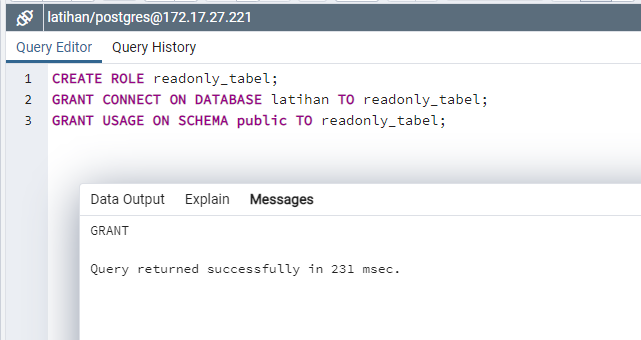 latihan/postgres@172.17.27.221
Query Editor Query History
1 CREATE ROLE readonly_tabel;
2 GRANT CONNECT ON DATABASE latihan TO readonly_tabel;
3 GRANT USAGE ON SCHEMA public TO readonly_tabel;
Data Output Explain Messages
GRANT
Query returned successfully in 231 msec.